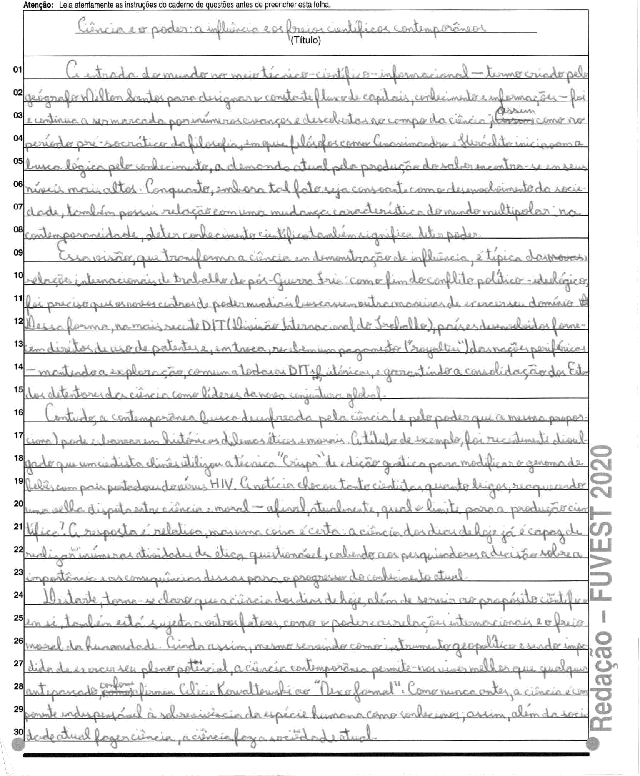 Atenção: Leia atentamente as instruções do caderno de questões antes de preencher esta folha.
Ciência e o poder: a influência e os freios científicos contemporâneos
(Título)
01 A entrada do mundo no meio técnico-científico-informacional – termo criado pelo
02 geógrafo Milton Santos para designar o constante fluxo de capitais, conhecimento e informações – foi
03 e continua a ser marcada por inúmeros avanços e descobertas no campo da ciência; assim como no
04 período pré-socrático da filosofia, em que filósofos como Anaximandro e Heráclito iniciaram a
05 busca lógica pelo conhecimento, a demanda atual pela produção do saber encontra-se em seus
06 níveis mais altos. Conquanto, embora tal fato seja consoante com o desenvolvimento da socie-
07 dade, também possui relação com uma mudança característica do mundo multipolar: na
08 contemporaneidade, deter conhecimento científico também significa deter poder.
09 Essa visão, que transforma a ciência em demonstração de influência, é típica das novas
10 relações internacionais de trabalho do pós-Guerra Fria: com o fim do conflito político-ideológico,
11 foi preciso que os novos centros de poder mundiais buscassem outra maneiras de exercer seu domínio
12 Dessa forma, na mais recente DIT (Divisão Internacional do Trabalho), países desenvolvidos forne-
13 cem direitos de uso de patentes e, em troca, recebem um pagamento ("royalties") das nações periféricas
14 – mantendo a exploração, comum a todas as DIT's históricas, e garantindo a consolidação dos Esta-
15 dos detentores da ciência como líderes da nova conjuntura global.
16 Contudo, a contemporânea busca desenfreada pela ciência (e pelo poder que a mesma propor-
17 ciona) pode esbarrar em históricos dilemas éticos e morais. A título de exemplo, foi recentemente divul-
18 gado que um cientista chinês utilizou a técnica "Crispr" de edição genética para modificar o genoma de
19 bebês com pais portadores do vírus HIV. A notícia chocou tanto cientistas quanto leigos, reaquecendo
20 uma velha disputa entre ciência e moral – afinal, atualmente, qual o limite para a produção cien-
21 tífica? A resposta é relativa, mas uma coisa é certa: a ciência dos dias de hoje já é capaz de
22 realizar inúmeras atividades de ética questionável, cabendo aos pesquisadores a decisão sobre a
23 importância e as consequências dessas para o progresso do conhecimento atual.
24 Destarte, torna-se claro que a ciência dos dias de hoje, além de servir ao propósito científico
25 em si, também está sujeita a outros fatores, como o poder e as relações internacionais e o freio
26 moral da humanidade. Ainda assim, mesmo servindo como instrumento geopolítico e sendo impe-
27 dida de exercer seu pleno potencial, a ciência contemporânea permite-nos viver melhor que qualquer
28 antepassado, conforme firmou Alicia Kowaltowski ao "Nexo Jornal". Como nunca antes, a ciência é com-
29 ponente indispensável à sobrevivência da espécie humana como conhecemos; assim, além da socie-
30 dade atual fazer ciência, a ciência faz a sociedade atual.
Redação – FUVEST 2020